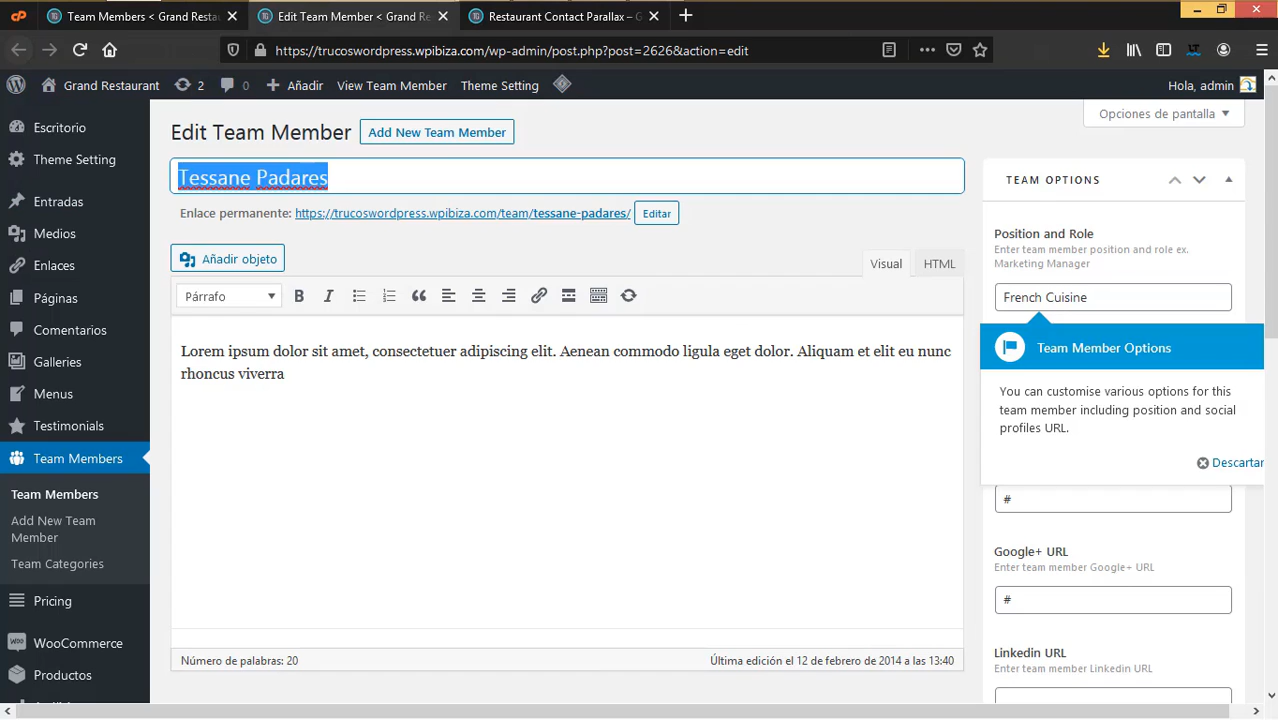 Team Members < Grand Restau
Edit Team Member < Grand Re
Restaurant Contact Parallax – G
https://trucoswordpress.wpibiza.com/wp-admin/post.php?post=2626&action=edit
Grand Restaurant
2
0
Añadir
View Team Member
Theme Setting
Hola, admin
Escritorio
Theme Setting
Entradas
Medios
Enlaces
Páginas
Comentarios
Galleries
Menus
Testimonials
Team Members
Team Members
Add New Team
Member
Team Categories
Pricing
WooCommerce
Productos
Opciones de pantalla
Edit Team Member
Add New Team Member
Tessane Padares
Enlace permanente: https://trucoswordpress.wpibiza.com/team/tessane-padares/ Editar
Añadir objeto
Visual
HTML
Párrafo
Lorem ipsum dolor sit amet, consectetuer adipiscing elit. Aenean commodo ligula eget dolor. Aliquam et elit eu nunc
rhoncus viverra
Número de palabras: 20
Última edición el 12 de febrero de 2014 a las 13:40
TEAM OPTIONS
Position and Role
Enter team member position and role ex.
Marketing Manager
French Cuisine
Team Member Options
You can customise various options for this
team member including position and social
profiles URL.
Descartar
#
Google+ URL
Enter team member Google+ URL
#
Linkedin URL
Enter team member Linkedin URL